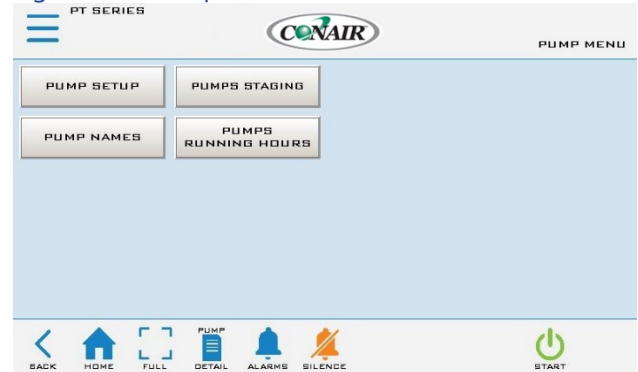 PT SERIES
CONAIR
PUMP MENU
PUMP SETUP
PUMPS STAGING
PUMP NAMES
PUMPS
RUNNING HOURS
BACK
HOME
FULL
PUMP
DETAIL
ALARMS
SILENCE
START